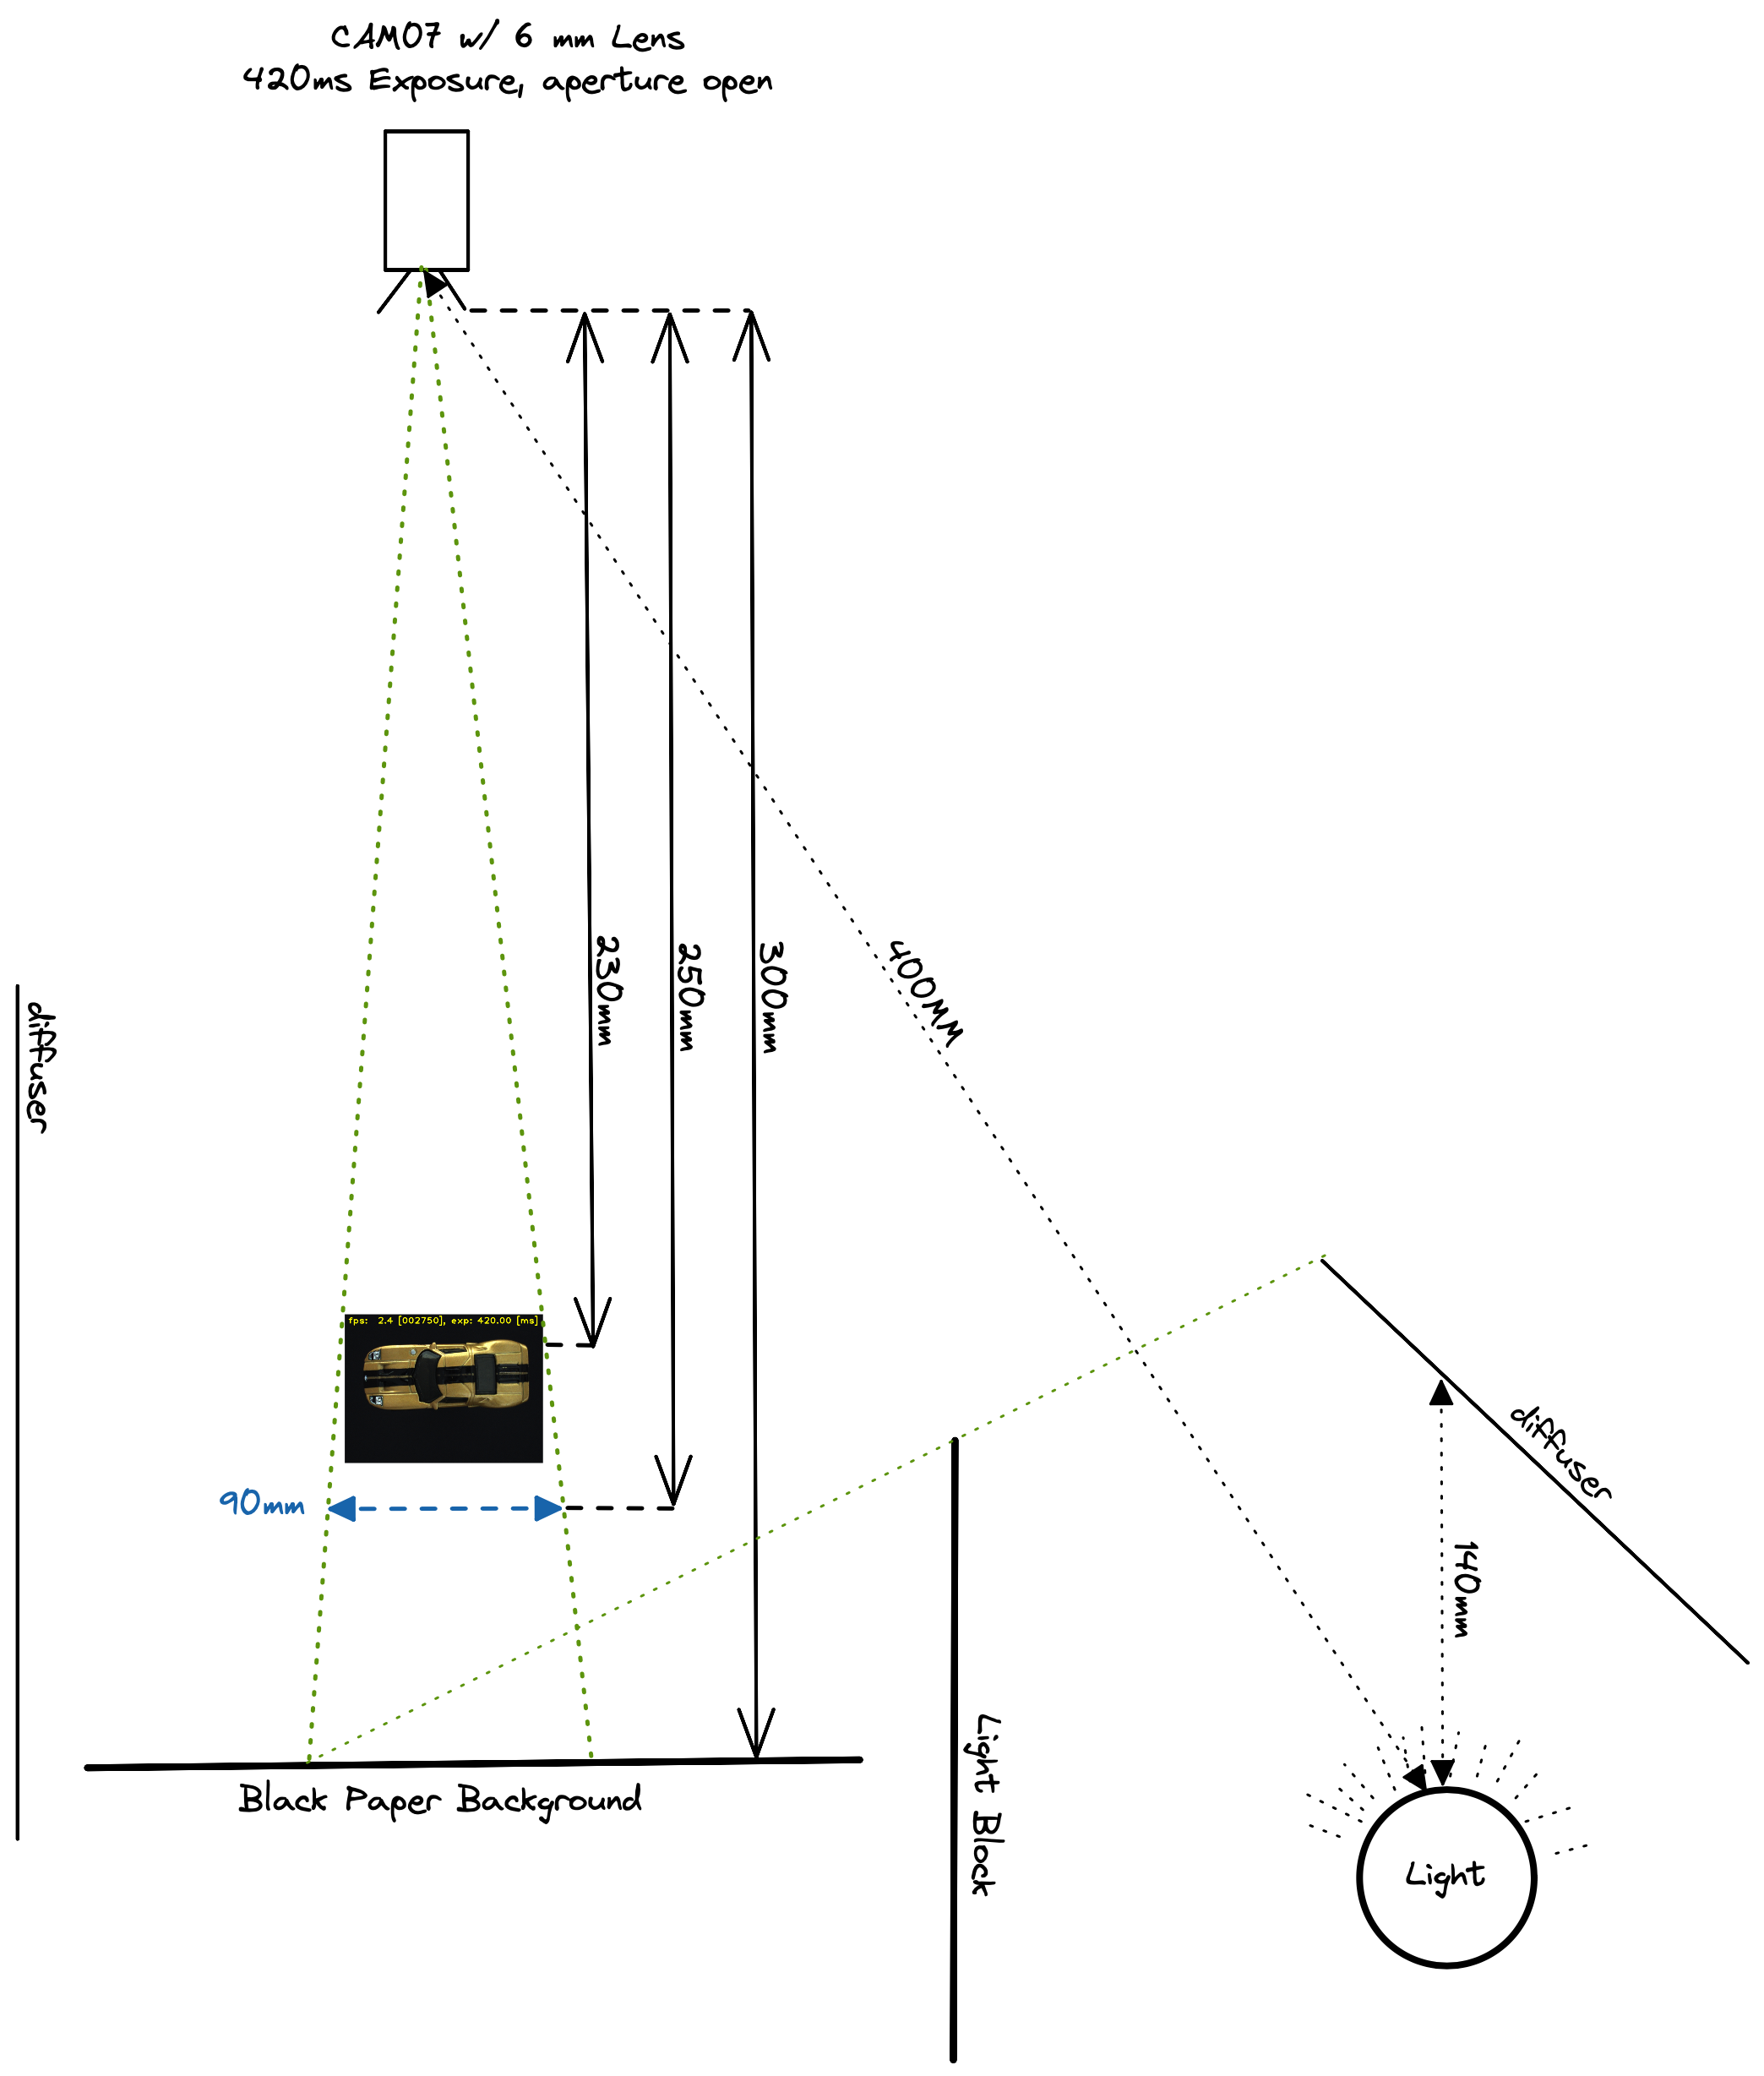 CAM07 w/ 6 mm Lens
420ms Exposure, aperture open
230mm
250mm
300mm
400MM
diffuser
fps: 2.4 [002750], exp: 420.00 [ms]
90mm
diffuser
140mm
Light Block
Black Paper Background
Light